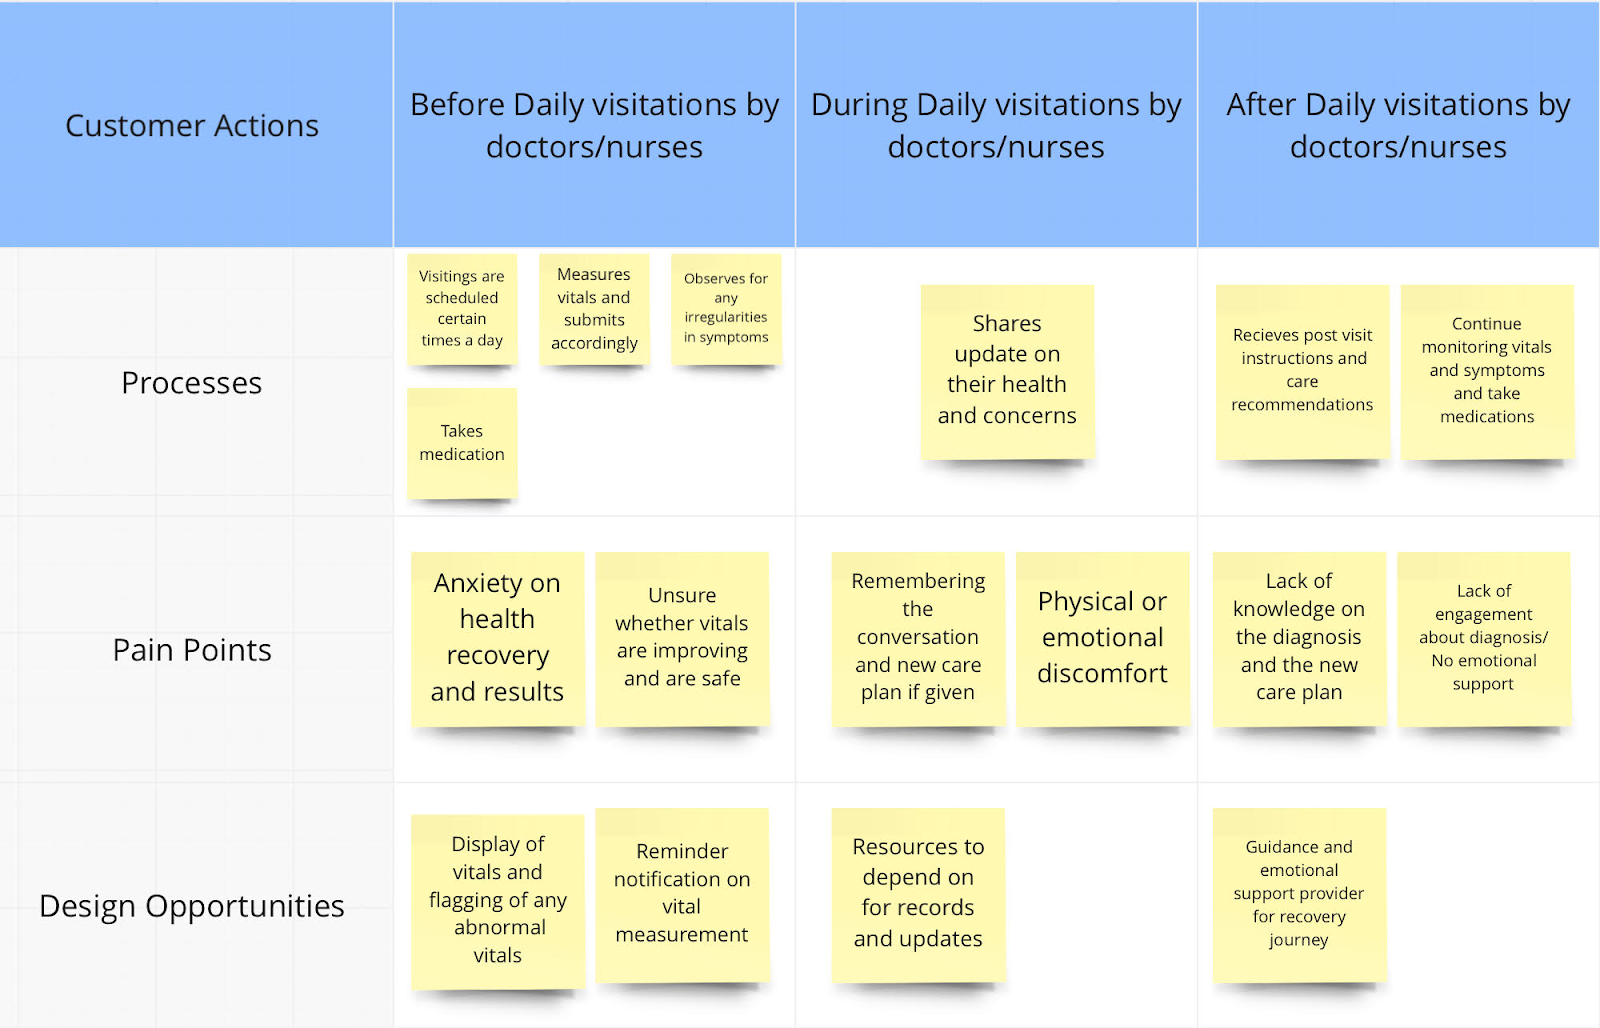 Customer Actions
Before Daily visitations by
doctors/nurses
During Daily visitations by
doctors/nurses
After Daily visitations by
doctors/nurses
Processes
Visitings are
scheduled
certain
times a day
Measures
vitals and
submits
accordingly
Observes for
any
irregularities
in symptoms
Takes
medication
Shares
update on
their health
and concerns
Recieves post visit
instructions and
care
recommendations
Continue
monitoring vitals
and symptoms
and take
medications
Pain Points
Anxiety on
health
recovery
and results
Unsure
whether vitals
are improving
and are safe
Remembering
the
conversation
and new care
plan if given
Physical or
emotional
discomfort
Lack of
knowledge on
the diagnosis
and the new
care plan
Lack of
engagement
about diagnosis/
No emotional
support
Design Opportunities
Display of
vitals and
flagging of any
abnormal
vitals
Reminder
notification on
vital
measurement
Resources to
depend on
for records
and updates
Guidance and
emotional
support provider
for recovery
journey